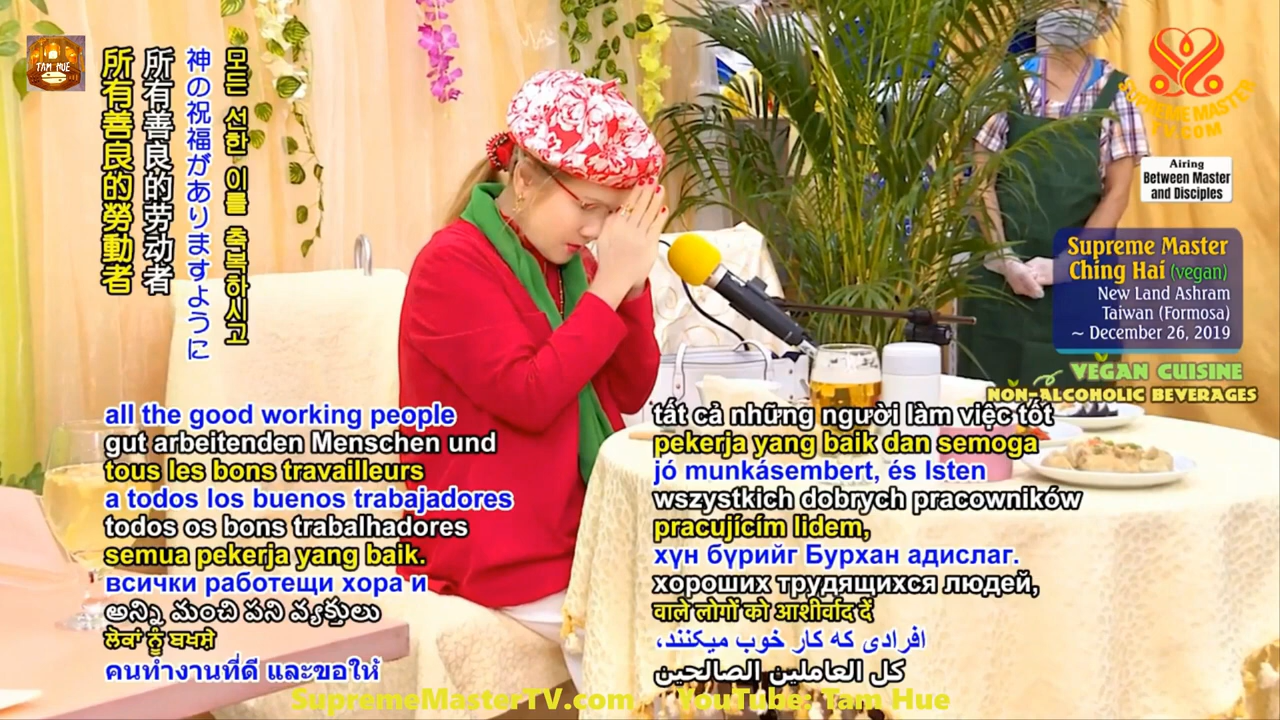 TAM HUE
所有善良的勞動者
所有善良的劳动者
神の祝福がありますように
모든 선한 이를 축복하시고
SUPREME MASTER
TV.COM
Airing
Between Master
and Disciples
Supreme Master
Ching Hai (vegan)
New Land Ashram
Taiwan (Formosa)
~ December 26, 2019
VEGAN CUISINE
NON-ALCOHOLIC BEVERAGES
all the good working people
gut arbeitenden Menschen und
tous les bons travailleurs
a todos los buenos trabajadores
todos os bons trabalhadores
semua pekerja yang baik.
всички работещи хора и
అన్ని మంచి పని వ్యక్తులు
ਲੋਕਾਂ ਨੂੰ ਬਖਸ਼ੇ
คนทำงานที่ดี และขอให้
tất cả những người làm việc tốt
pekerja yang baik dan semoga
jó munkásembert, és Isten
wszystkich dobrych pracowników
pracujícím lidem,
хүн бүрийг Бурхан адислаг.
хороших трудящихся людей,
वाले लोगों को आशीर्वाद दें
افرادی که کار خوب میکنند،
كل العاملين الصالحين
SupremeMasterTV.com
YouTube: Tam Hue